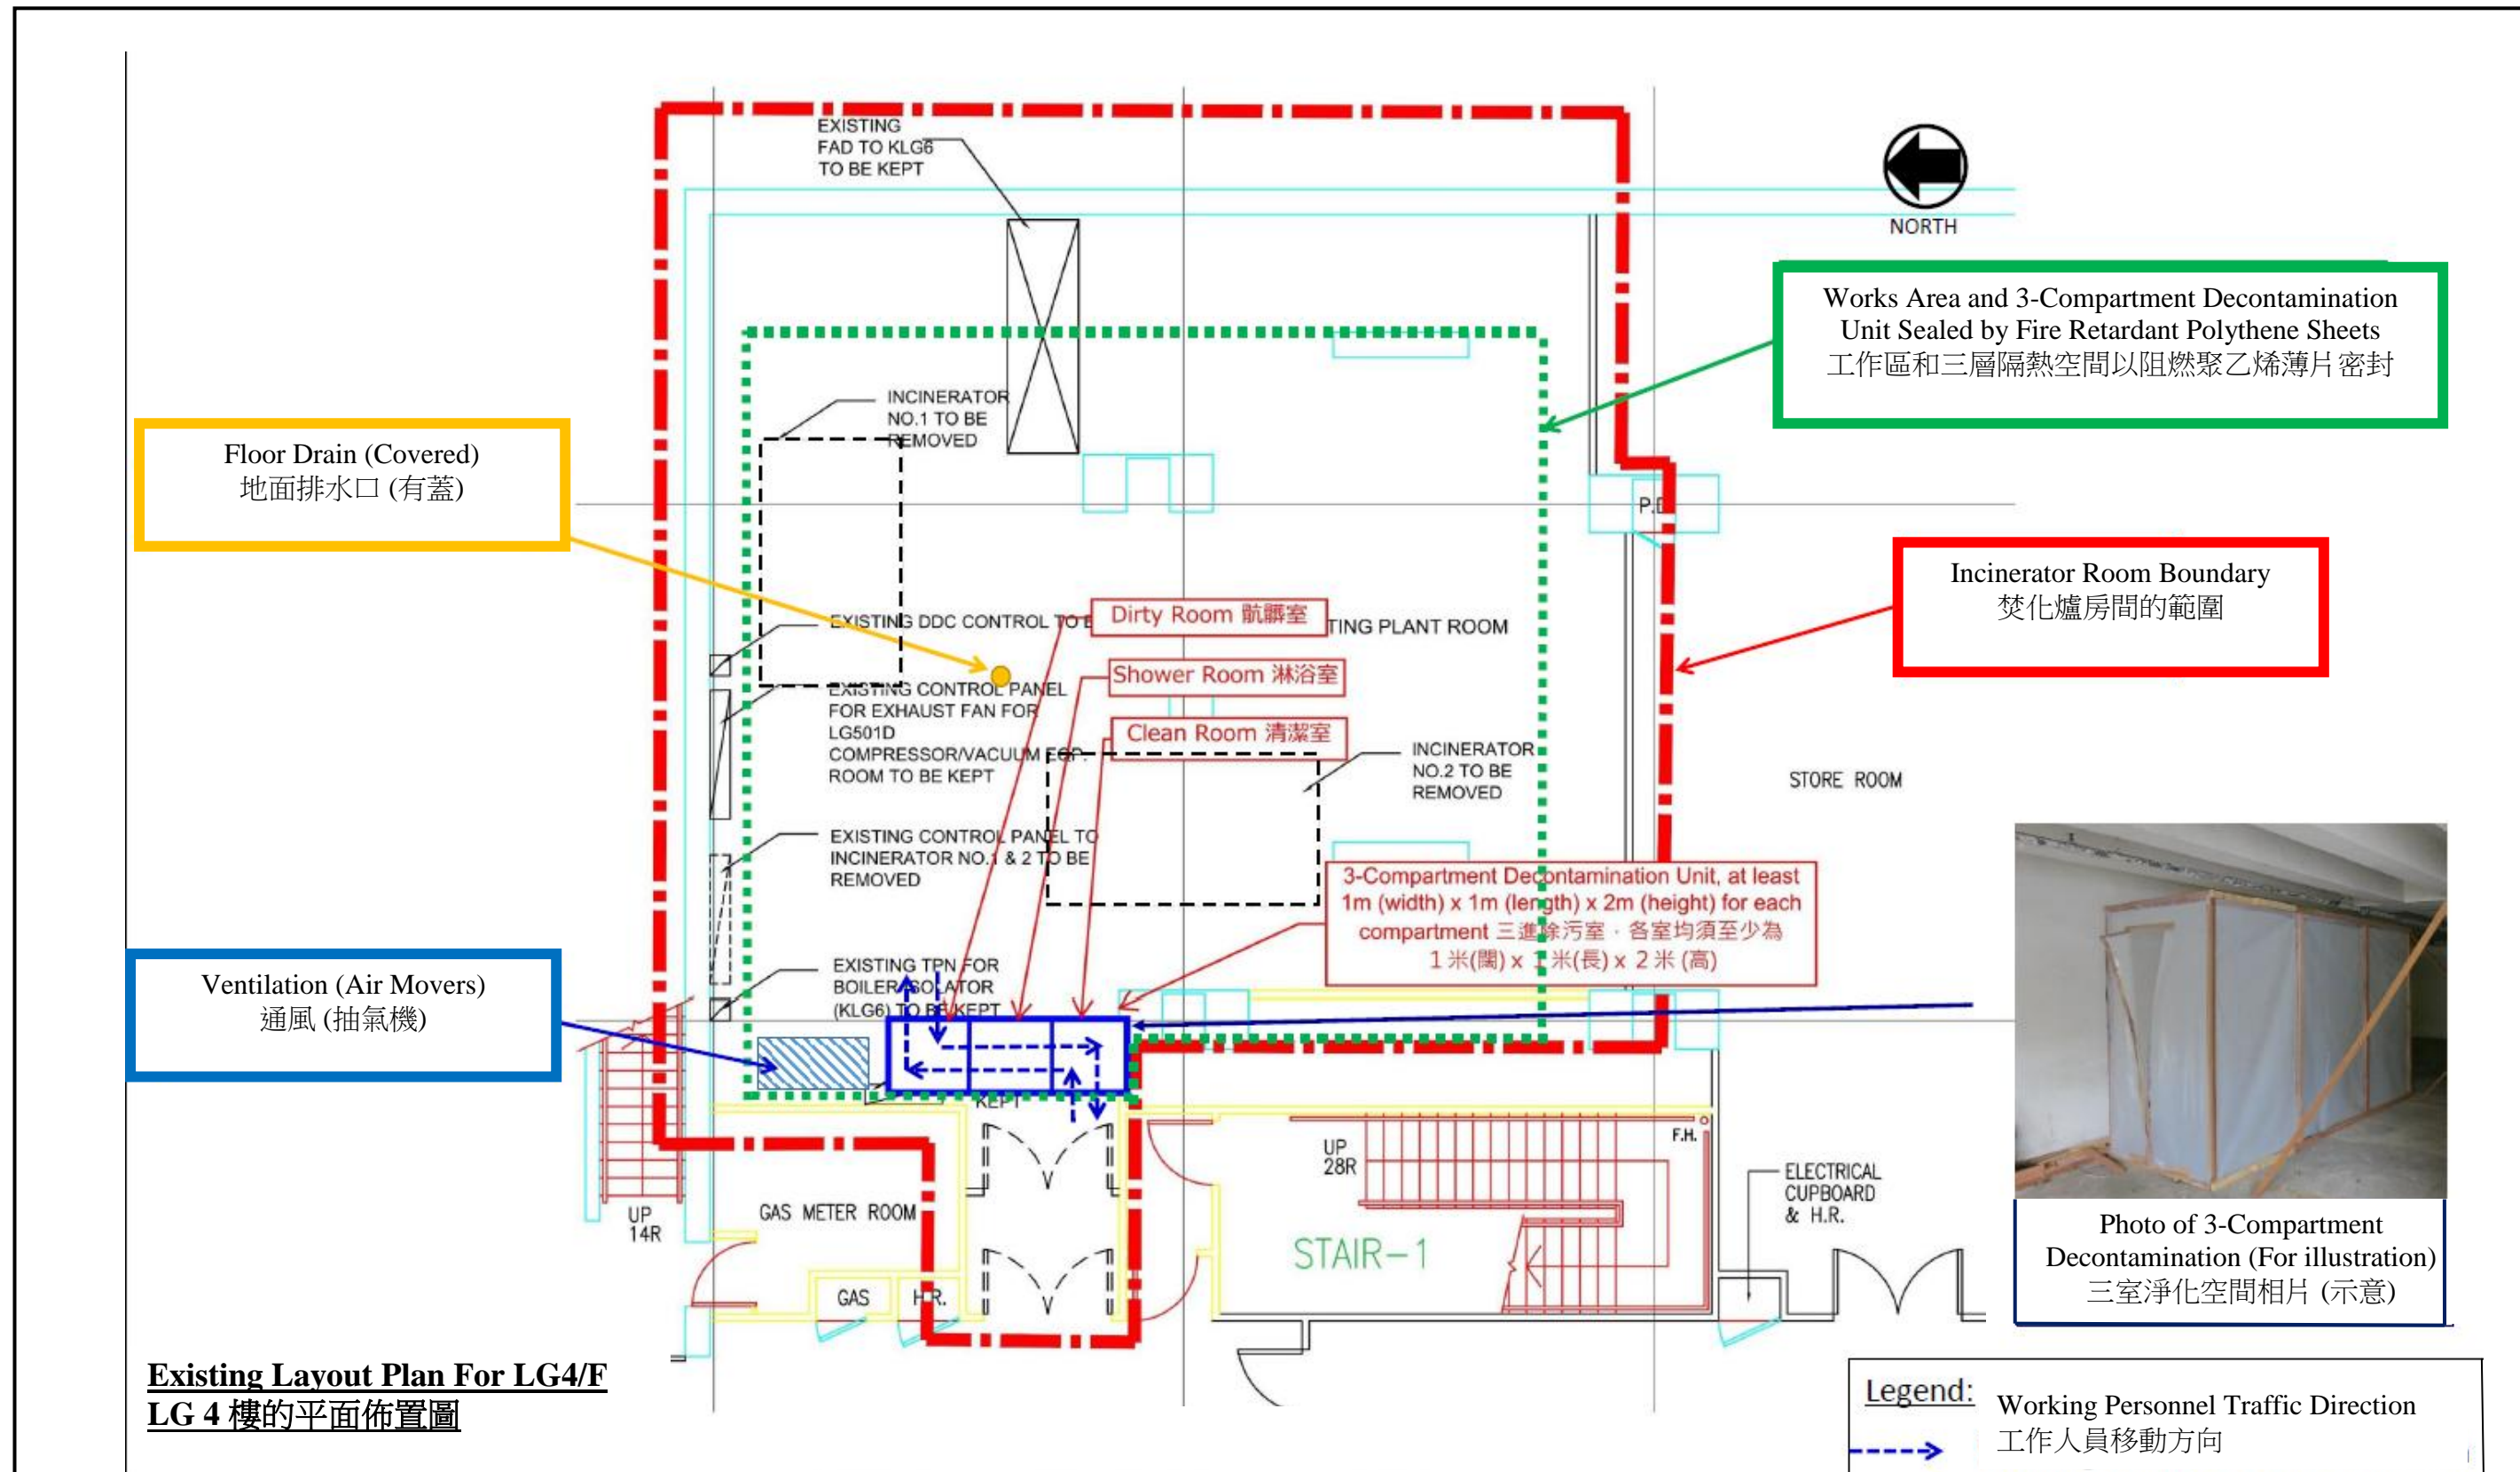 EXISTING
FAD TO KLG6
TO BE KEPT
NORTH
Works Area and 3-Compartment Decontamination
Unit Sealed by Fire Retardant Polythene Sheets
工作區和三層隔熱空間以阻燃聚乙烯薄片密封
INCINERATOR
NO.1 TO BE
REMOVED
Floor Drain (Covered)
地面排水口 (有蓋)
P.D
Incinerator Room Boundary
焚化爐房間的範圍
EXISTING DDC CONTROL TO
Dirty Room 骯髒室
TING PLANT ROOM
Shower Room 淋浴室
EXISTING CONTROL PANEL
FOR EXHAUST FAN FOR
LG501D
COMPRESSOR/VACUUM EQP.
ROOM TO BE KEPT
Clean Room 清潔室
INCINERATOR
NO.2 TO BE
REMOVED
STORE ROOM
EXISTING CONTROL PANEL TO
INCINERATOR NO.1 & 2 TO BE
REMOVED
3-Compartment Decontamination Unit, at least
1m (width) x 1m (length) x 2m (height) for each
compartment 三進除污室，各室均須至少為
1 米(闊) x 1 米(長) x 2 米 (高)
Ventilation (Air Movers)
通風 (抽氣機)
EXISTING TPN FOR
BOILER ISOLATOR
(KLG6) TO BE KEPT
KEPT
UP
14R
GAS METER ROOM
GAS
H.R.
UP
28R
F.H.
STAIR-1
ELECTRICAL
CUPBOARD
& H.R.
Photo of 3-Compartment
Decontamination (For illustration)
三室淨化空間相片 (示意)
Existing Layout Plan For LG4/F
LG 4 樓的平面佈置圖
Legend:
Working Personnel Traffic Direction
工作人員移動方向